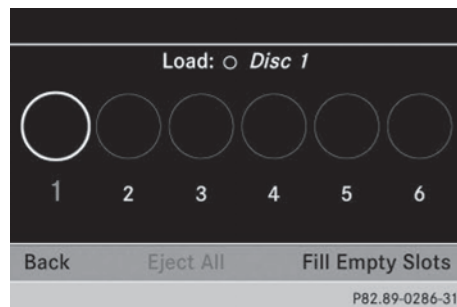 Load: ○ Disc 1
1 2 3 4 5 6
Back Eject All Fill Empty Slots
P82.89-0286-31